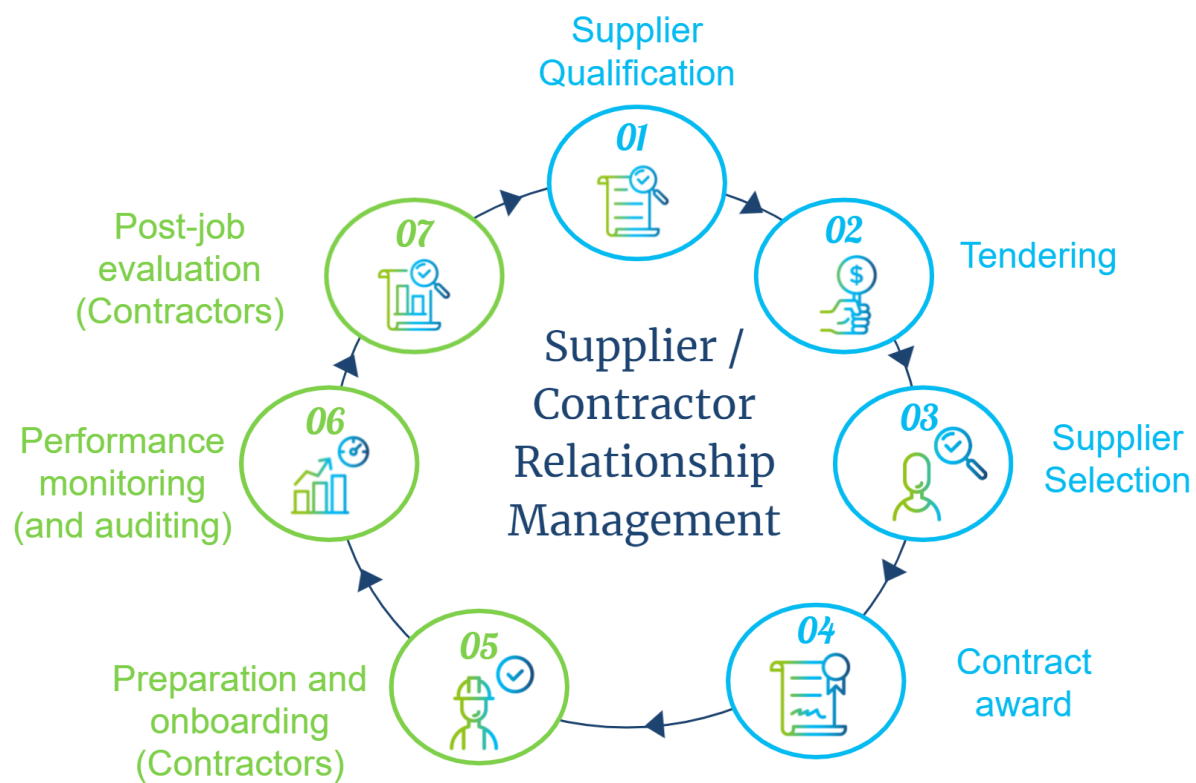 Supplier
Qualification
01
02
Tendering
03
Supplier
Selection
04
Contract
award
05
Preparation and
onboarding
(Contractors)
06
Performance
monitoring
(and auditing)
07
Post-job
evaluation
(Contractors)
Supplier /
Contractor
Relationship
Management
$